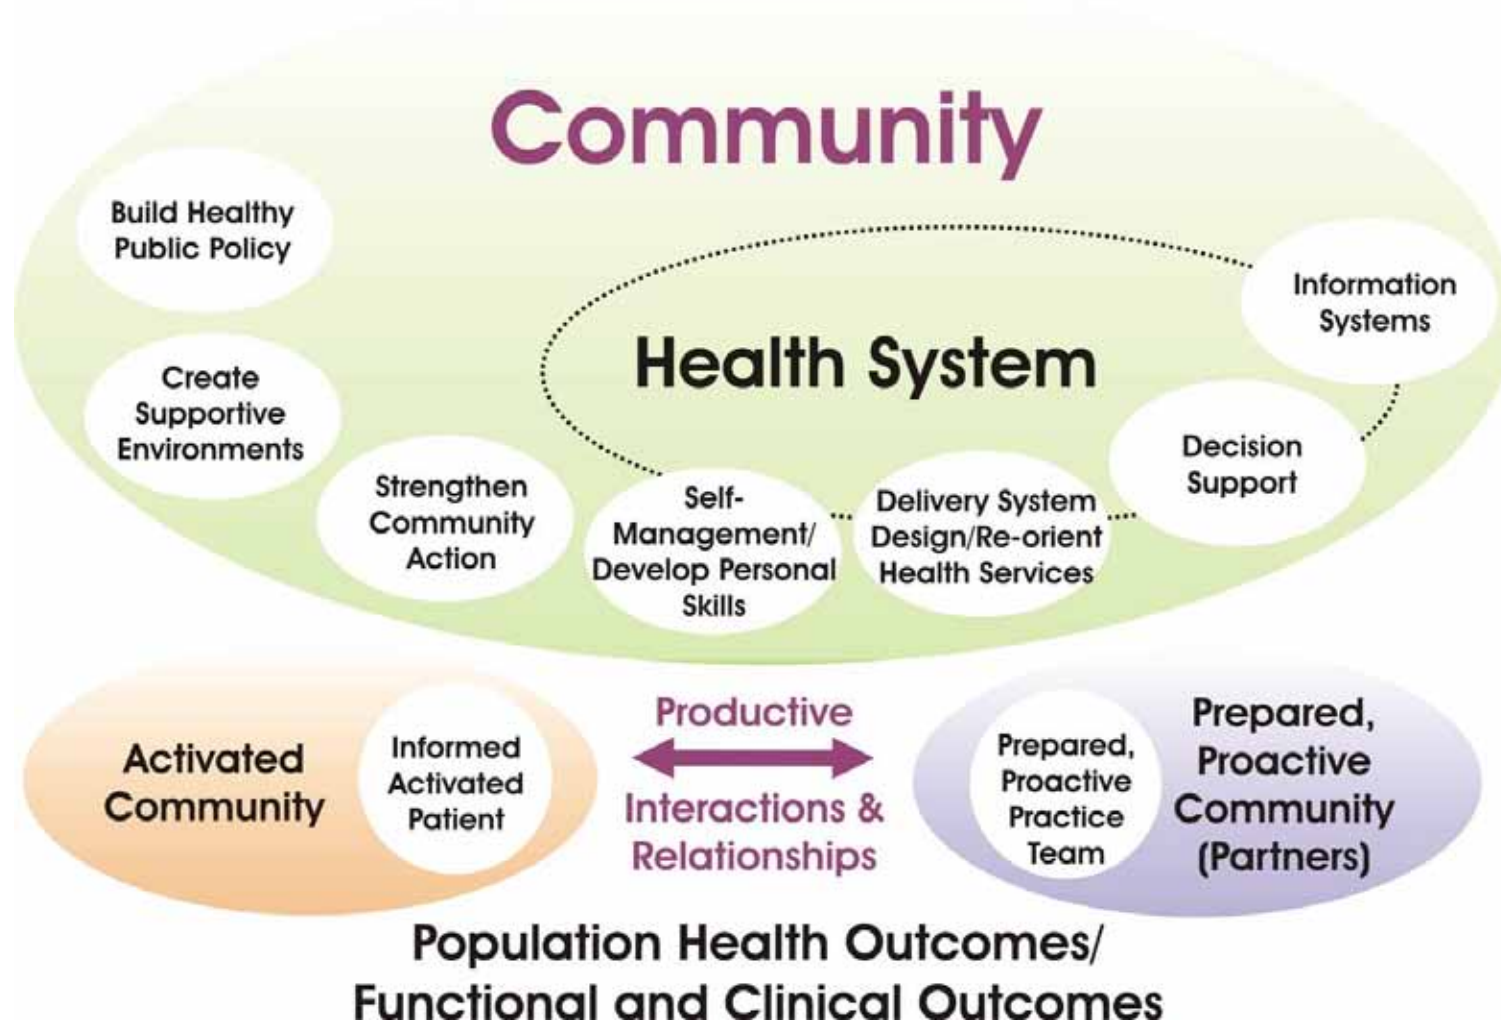 Community
Build Healthy
Public Policy
Create
Supportive
Environments
Strengthen
Community
Action
Health System
Self-
Management/
Develop Personal
Skills
Delivery System
Design/Re-orient
Health Services
Decision
Support
Information
Systems
Activated
Community
Informed
Activated
Patient
Productive
Interactions &
Relationships
Prepared,
Proactive
Practice
Team
Prepared,
Proactive
Community
(Partners)
Population Health Outcomes/
Functional and Clinical Outcomes